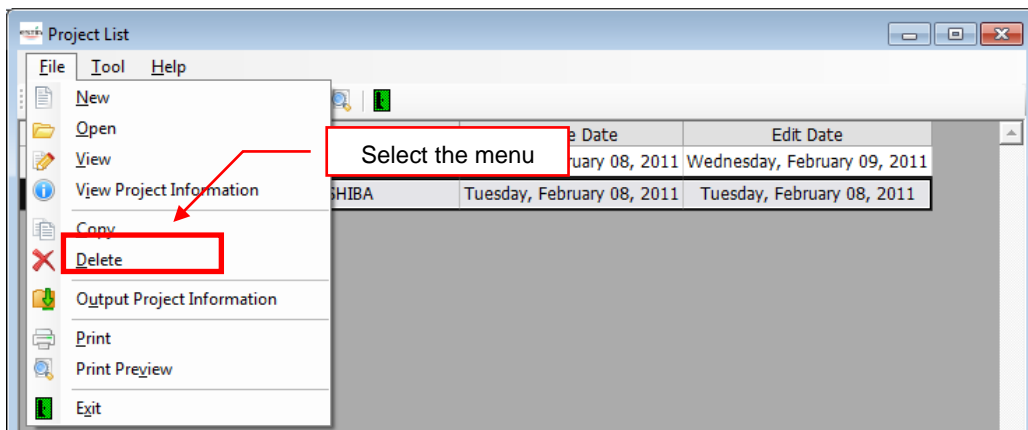 Project List
File Tool Help
New
Open
Select the menu
e Date Edit Date
View
ruary 08, 2011 Wednesday, February 09, 2011
View Project Information
SHIBA Tuesday, February 08, 2011 Tuesday, February 08, 2011
Copy
Delete
Output Project Information
Print
Print Preview
Exit